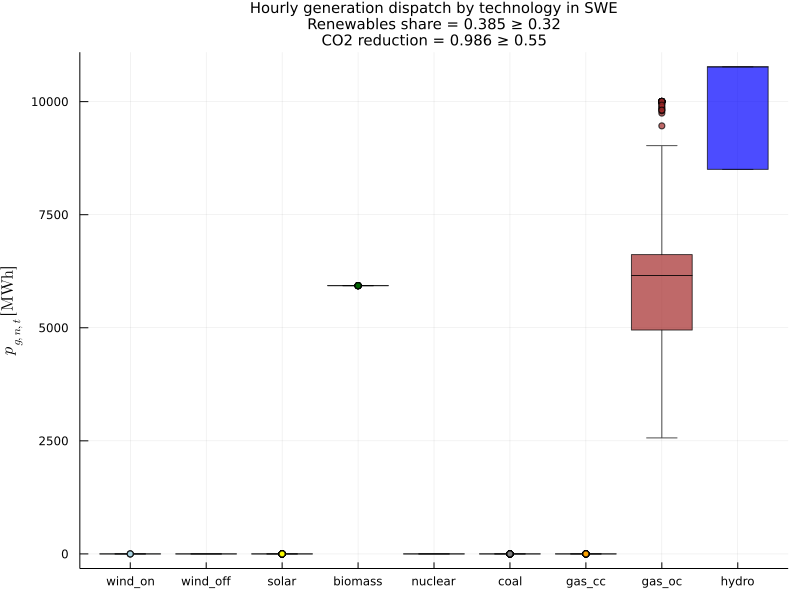 Hourly generation dispatch by technology in SWE
Renewables share = 0.385 ≥ 0.32
CO2 reduction = 0.986 ≥ 0.55
p_{g,n,t} [MWh]
10000
7500
5000
2500
0
wind_on wind_off solar biomass nuclear coal gas_cc gas_oc hydro